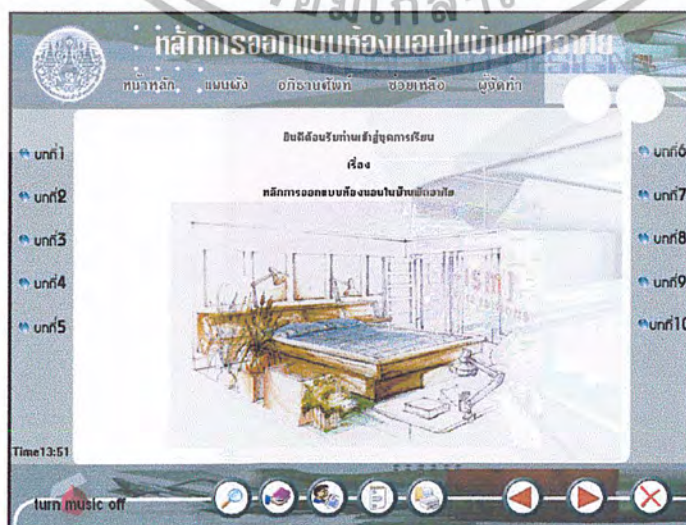 หลักการออกแบบห้องนอนในบ้านพักอาศัย
DESIGN
หน้าหลัก แผนผัง อภิธานศัพท์ ช่วยเหลือ ผู้จัดทำ
ยินดีต้อนรับท่านเข้าสู่ชุดการเรียน
เรื่อง
หลักการออกแบบห้องนอนในบ้านพักอาศัย
บทที่1
บทที่2
บทที่3
บทที่4
บทที่5
บทที่6
บทที่7
บทที่8
บทที่9
บทที่10
Time13:51
turn music off